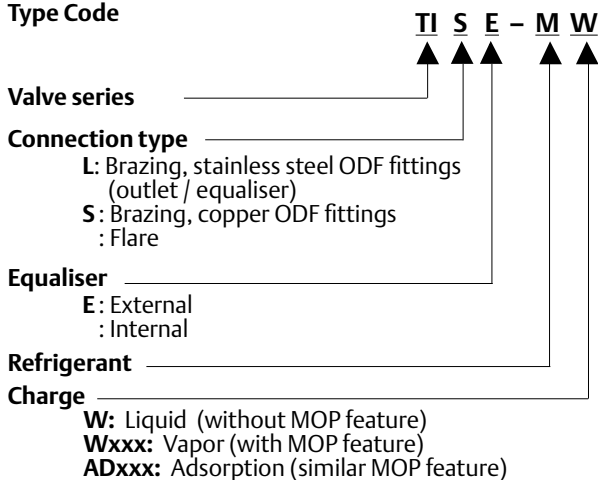 Type Code
TI S E – M W
Valve series
Connection type
L: Brazing, stainless steel ODF fittings
(outlet / equaliser)
S : Brazing, copper ODF fittings
: Flare
Equaliser
E : External
: Internal
Refrigerant
Charge
W: Liquid (without MOP feature)
Wxxx: Vapor (with MOP feature)
ADxxx: Adsorption (similar MOP feature)